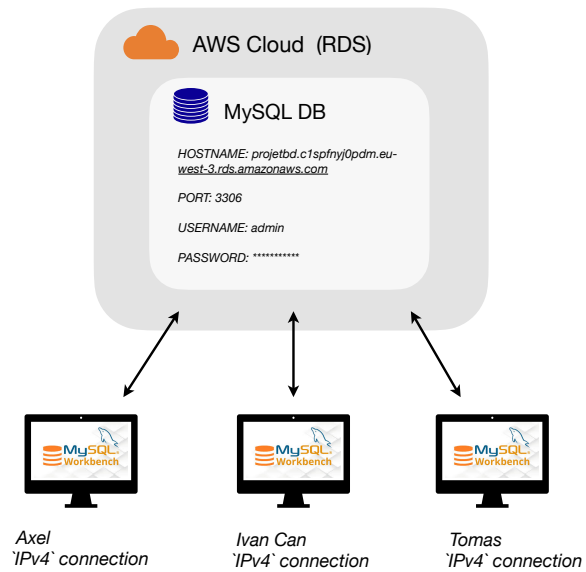 AWS Cloud (RDS)
MySQL DB
HOSTNAME: projetbd.c1spfnyj0pdm.eu-
west-3.rds.amazonaws.com
PORT: 3306
USERNAME: admin
PASSWORD: ***********
MySQL
Workbench
MySQL
Workbench
MySQL
Workbench
Axel
`IPv4` connection
Ivan Can
`IPv4` connection
Tomas
`IPv4` connection